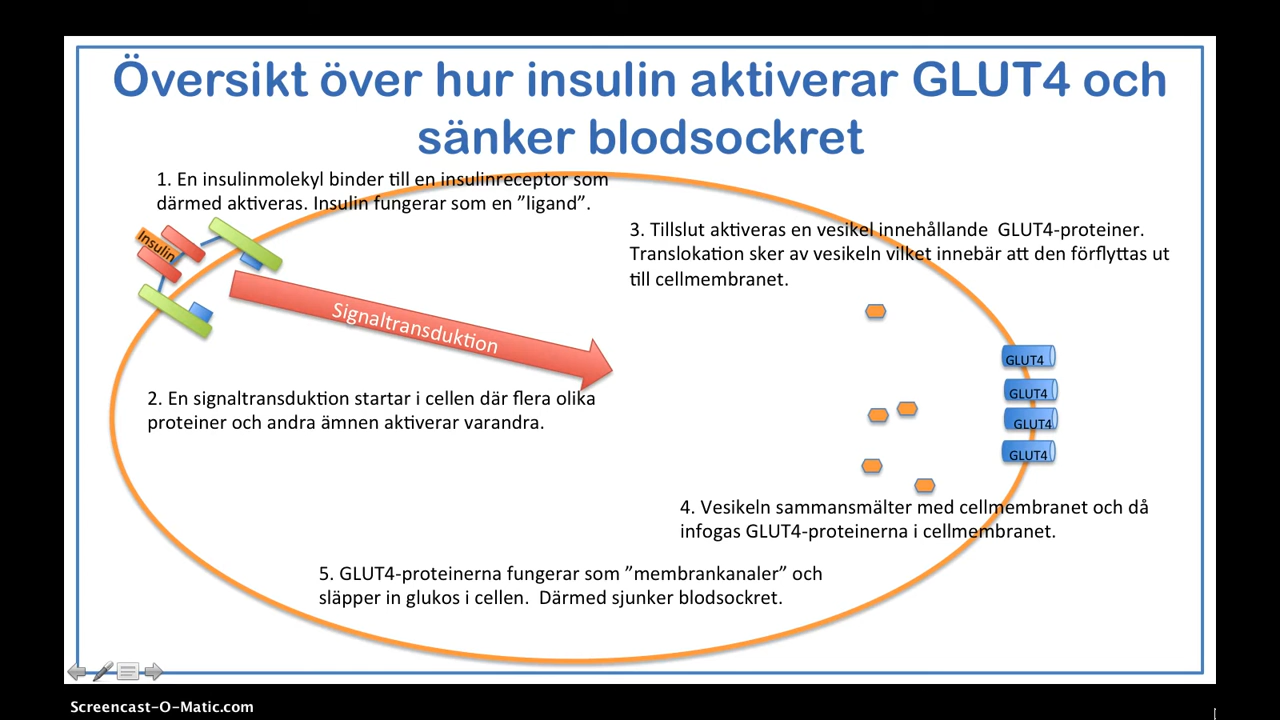 Översikt över hur insulin aktiverar GLUT4 och
sänker blodsockret
1. En insulinmolekyl binder till en insulinreceptor som
därmed aktiveras. Insulin fungerar som en ”ligand”.
Insulin
3. Tillslut aktiveras en vesikel innehållande GLUT4-proteiner.
Translokation sker av vesikeln vilket innebär att den förflyttas ut
till cellmembranet.
Signaltransduktion
GLUT4
GLUT4
GLUT4
GLUT4
2. En signaltransduktion startar i cellen där flera olika
proteiner och andra ämnen aktiverar varandra.
4. Vesikeln sammansmälter med cellmembranet och då
infogas GLUT4-proteinerna i cellmembranet.
5. GLUT4-proteinerna fungerar som ”membrankanaler” och
släpper in glukos i cellen. Därmed sjunker blodsockret.
Screencast-O-Matic.com